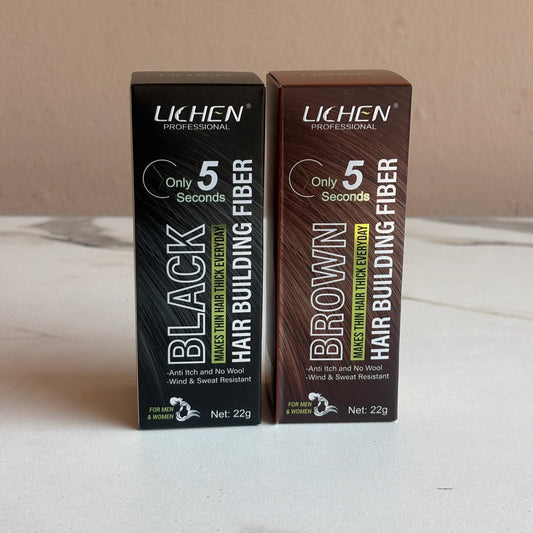 LICHEN
PROFESSIONAL
Only 5
Seconds
BLACK
MAKES THIN HAIR THICK EVERYDAY
HAIR BUILDING FIBER
-Anti Itch and No Wool
-Wind & Sweat Resistant
FOR MEN
& WOMEN
Net: 22g
LICHEN®
PROFESSIONAL
Only 5
Seconds
BROWN
MAKES THIN HAIR THICK EVERYDAY
HAIR BUILDING FIBER
-Anti Itch and No Wool
-Wind & Sweat Resistant
FOR MEN
& WOMEN
Net: 22g